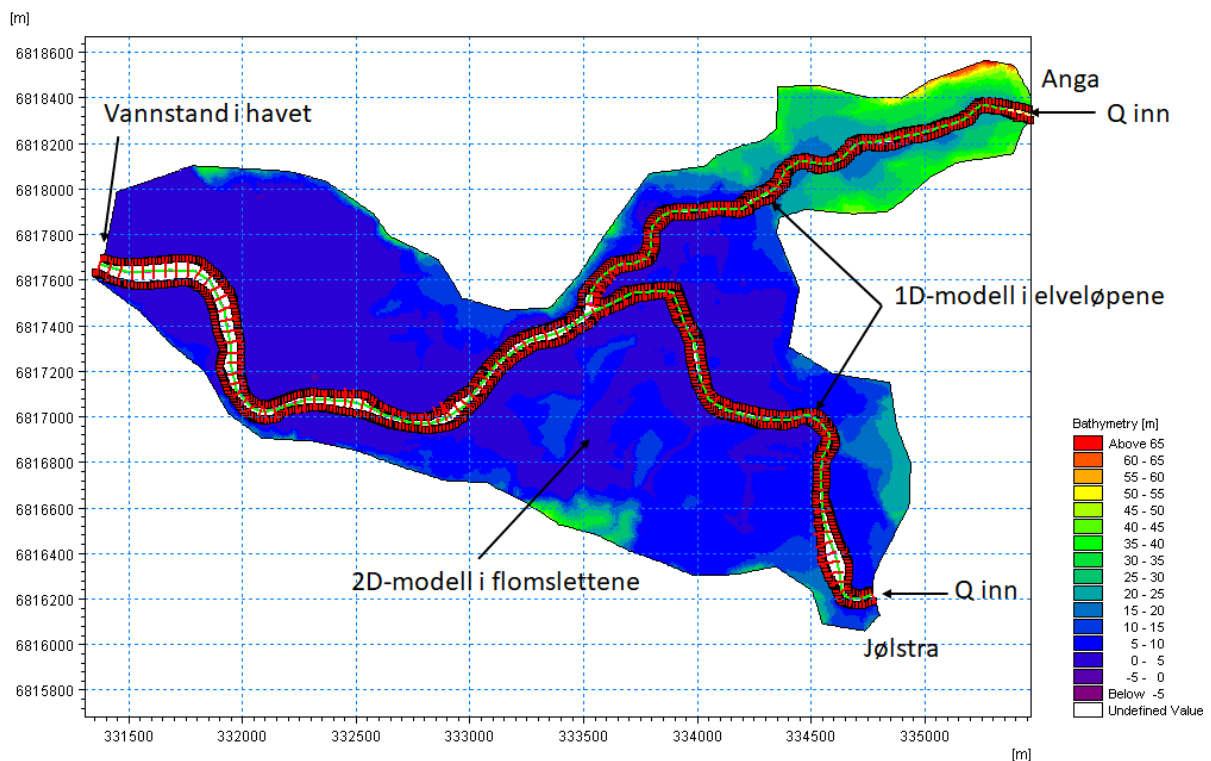 [m]
6818600
6818400
6818200
6818000
6817800
6817600
6817400
6817200
6817000
6816800
6816600
6816400
6816200
6816000
6815800
Vannstand i havet
Anga
Q inn
1D-modell i elveløpene
2D-modell i flomslettene
Q inn
Jølstra
331500 332000 332500 333000 333500 334000 334500 335000
[m]
Bathymetry [m]
Above 65
60 - 65
55 - 60
50 - 55
45 - 50
40 - 45
35 - 40
30 - 35
25 - 30
20 - 25
15 - 20
10 - 15
5 - 10
0 - 5
-5 - 0
Below -5
Undefined Value